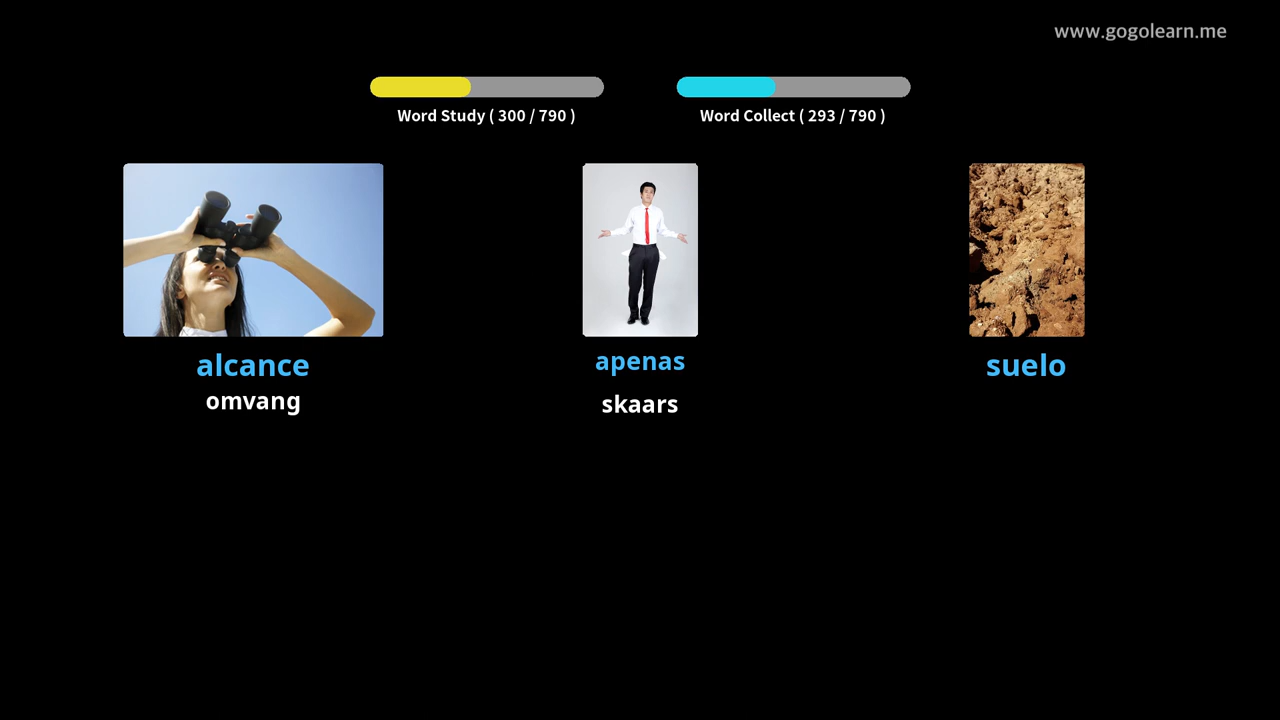 www.gogolearn.me
Word Study ( 300 / 790 )
Word Collect ( 293 / 790 )
alcance
omvang
apenas
skaars
suelo